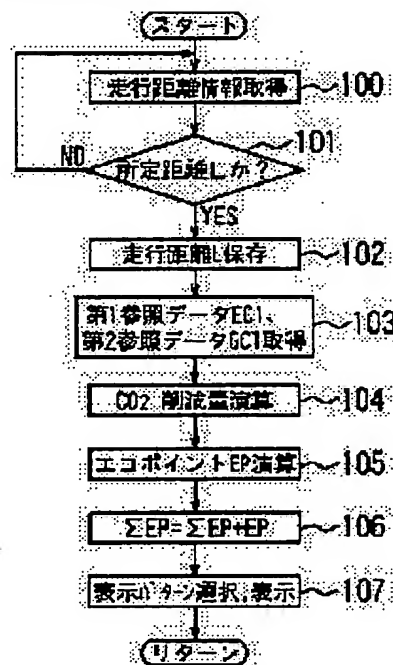 スタート
走行距離情報取得 100
所定距離Lか? 101
NO
YES
走行距離L保存 102
第1参照データEC1、
第2参照データGC1取得 103
CO2 削減量演算 104
エコポイントEP演算 105
ΣEP=ΣEP+EP 106
表示パターン選択,表示 107
リターン